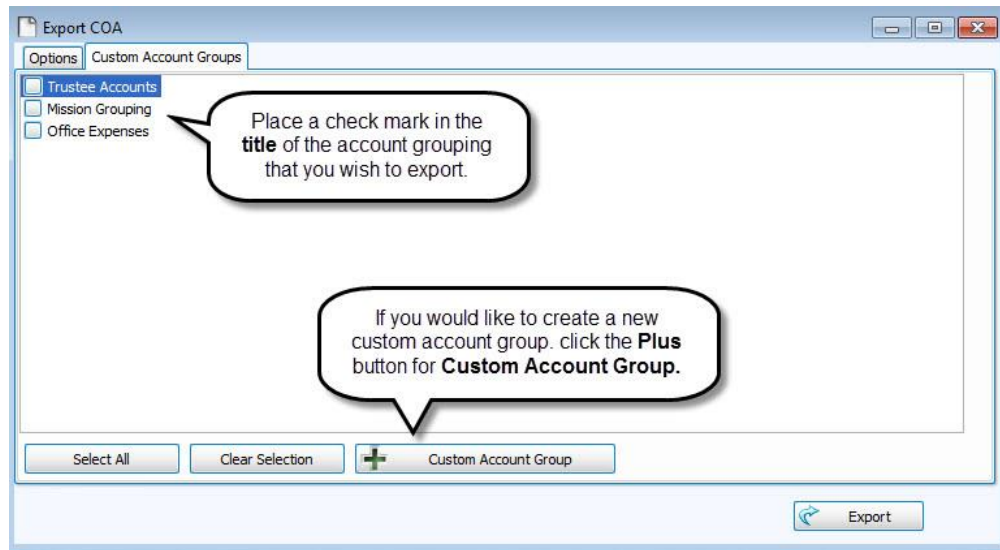 Export COA
Options Custom Account Groups
Trustee Accounts
Mission Grouping
Office Expenses
Place a check mark in the
title of the account grouping
that you wish to export.
If you would like to create a new
custom account group. click the Plus
button for Custom Account Group.
Select All Clear Selection Custom Account Group
Export